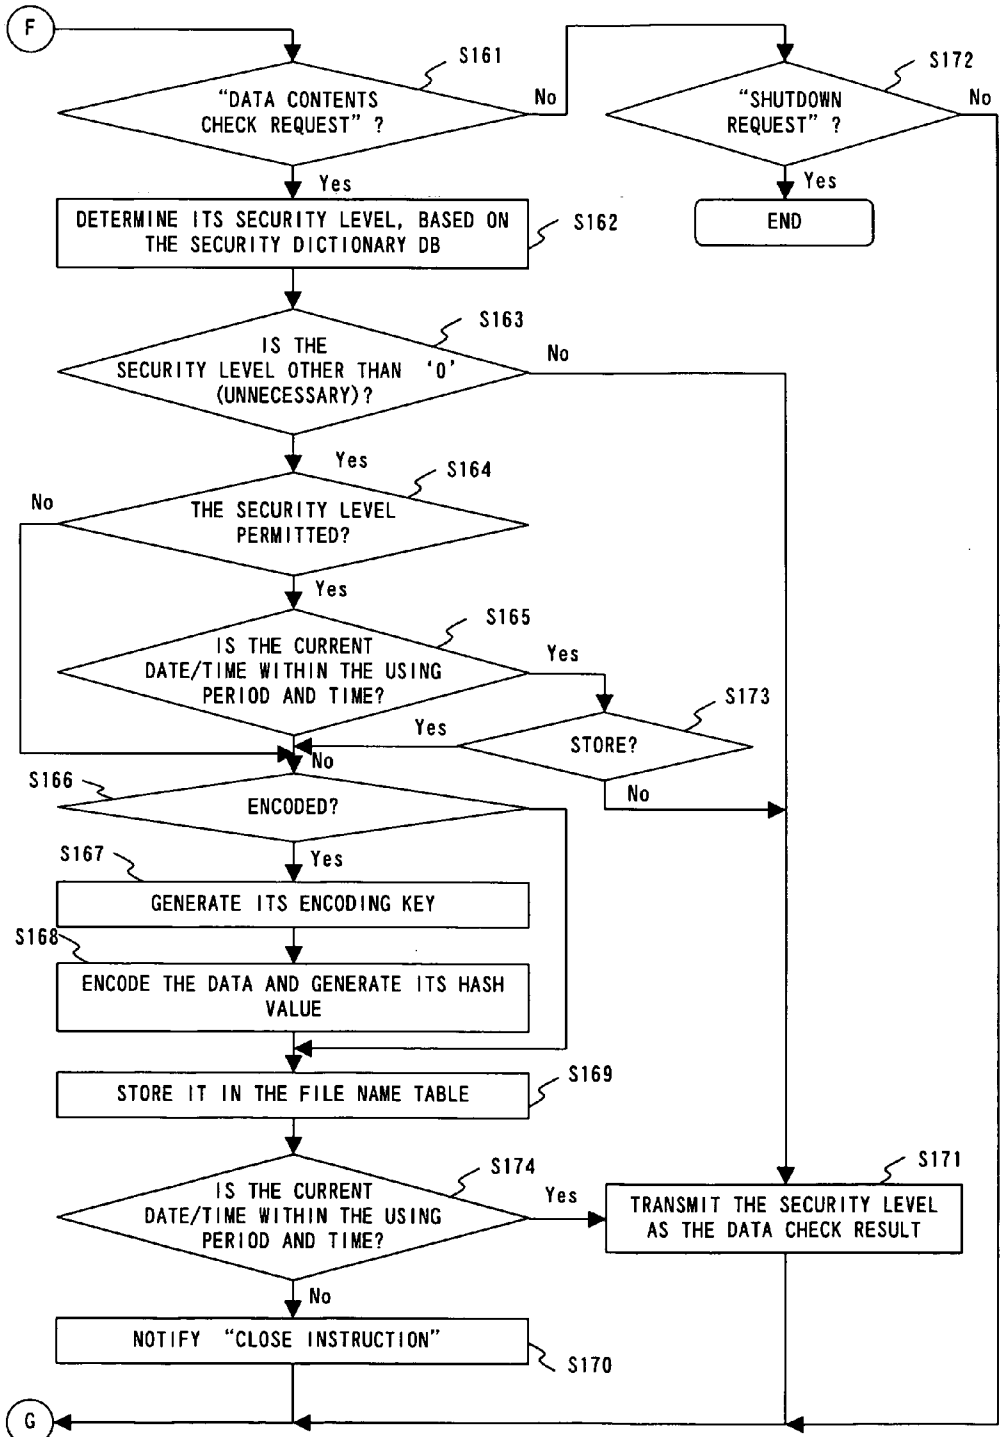 F
S161
"DATA CONTENTS
CHECK REQUEST" ?
No
S172
"SHUTDOWN
REQUEST" ?
No
Yes
Yes
DETERMINE ITS SECURITY LEVEL, BASED ON
THE SECURITY DICTIONARY DB
S162
END
S163
IS THE
SECURITY LEVEL OTHER THAN '0'
(UNNECESSARY)?
No
Yes
S164
No
THE SECURITY LEVEL
PERMITTED?
Yes
S165
IS THE CURRENT
DATE/TIME WITHIN THE USING
PERIOD AND TIME?
Yes
S173
Yes
STORE?
No
No
S166
ENCODED?
Yes
S167
GENERATE ITS ENCODING KEY
S168
ENCODE THE DATA AND GENERATE ITS HASH
VALUE
STORE IT IN THE FILE NAME TABLE
S169
S174
IS THE CURRENT
DATE/TIME WITHIN THE USING
PERIOD AND TIME?
Yes
S171
TRANSMIT THE SECURITY LEVEL
AS THE DATA CHECK RESULT
No
NOTIFY "CLOSE INSTRUCTION"
S170
G